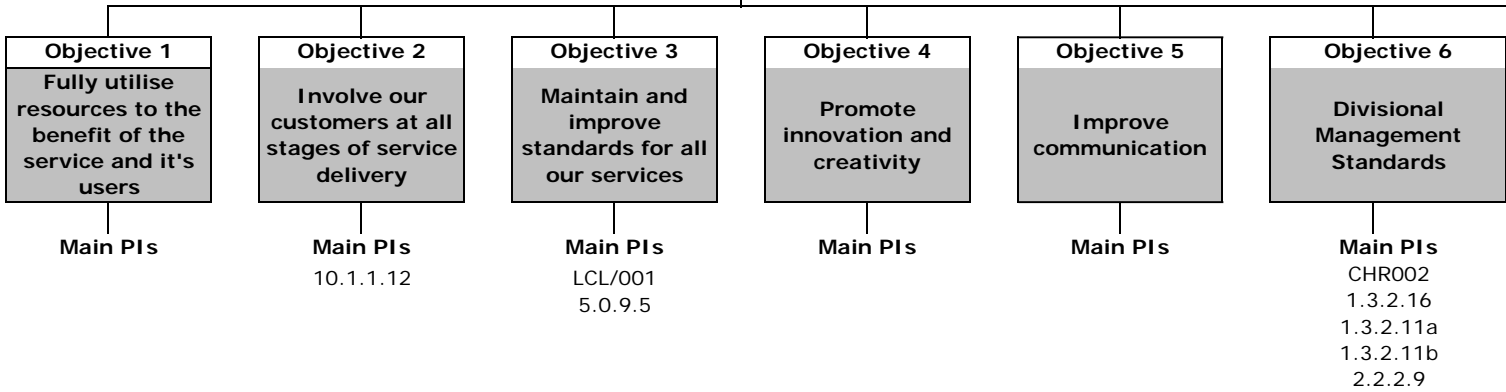 Objective 1
Fully utilise
resources to the
benefit of the
service and it's
users
Main PIs
Objective 2
Involve our
customers at all
stages of service
delivery
Main PIs
10.1.1.12
Objective 3
Maintain and
improve
standards for all
our services
Main PIs
LCL/001
5.0.9.5
Objective 4
Promote
innovation and
creativity
Main PIs
Objective 5
Improve
communication
Main PIs
Objective 6
Divisional
Management
Standards
Main PIs
CHR002
1.3.2.16
1.3.2.11a
1.3.2.11b
2.2.2.9